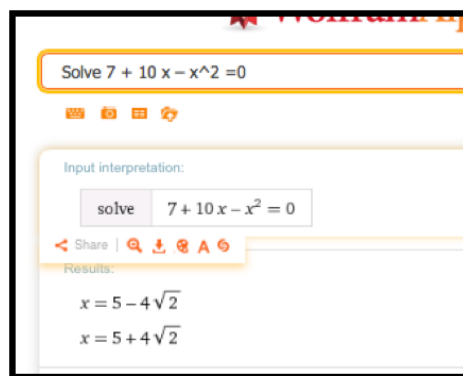 Solve 7 + 10 x – x^2 =0
Input interpretation:
solve 7 + 10 x – x² = 0
Share | A
Results:
x = 5 – 4 √2
x = 5 + 4 √2